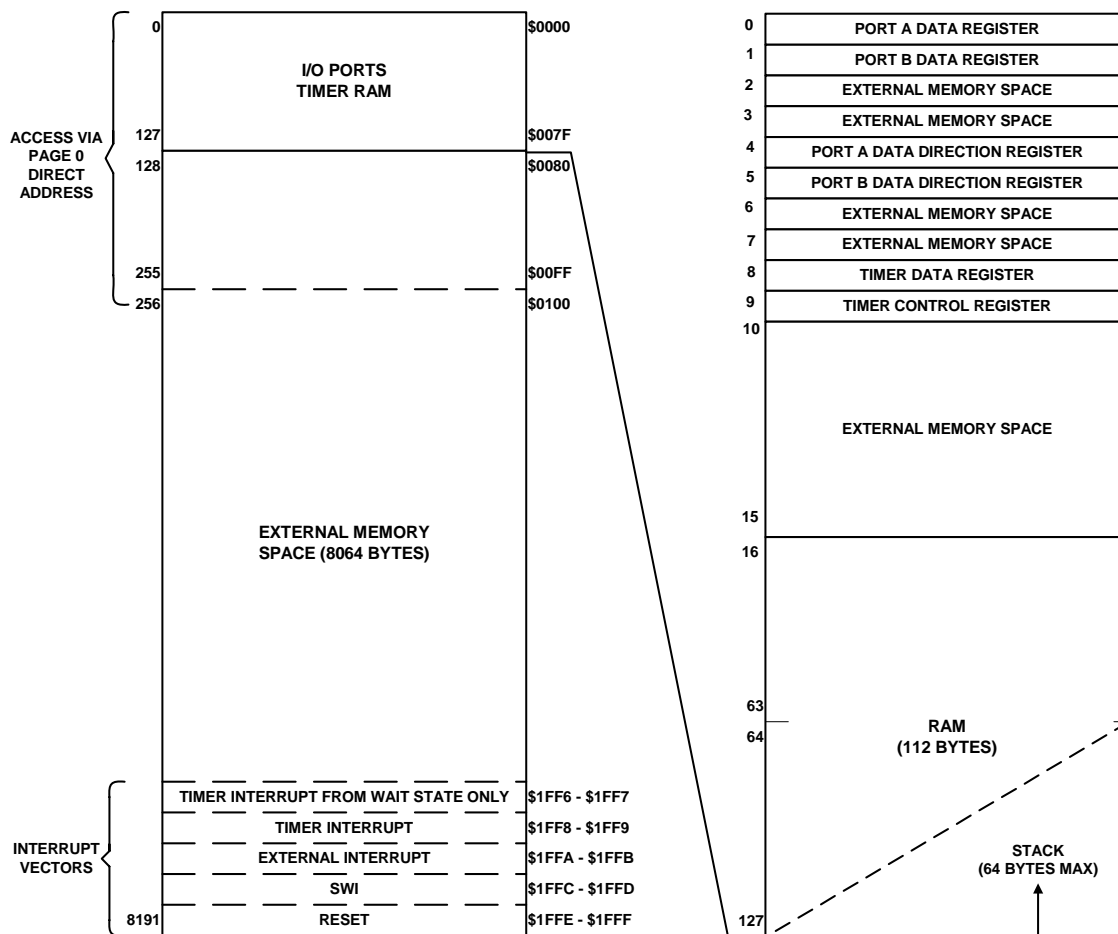 0
$0000
I/O PORTS
TIMER RAM
127
$007F
ACCESS VIA
PAGE 0
DIRECT
ADDRESS
128
$0080
255
$00FF
256
$0100
EXTERNAL MEMORY
SPACE (8064 BYTES)
INTERRUPT
VECTORS
TIMER INTERRUPT FROM WAIT STATE ONLY
$1FF6 - $1FF7
TIMER INTERRUPT
$1FF8 - $1FF9
EXTERNAL INTERRUPT
$1FFA - $1FFB
SWI
$1FFC - $1FFD
8191
RESET
$1FFE - $1FFF
0
PORT A DATA REGISTER
1
PORT B DATA REGISTER
2
EXTERNAL MEMORY SPACE
3
EXTERNAL MEMORY SPACE
4
PORT A DATA DIRECTION REGISTER
5
PORT B DATA DIRECTION REGISTER
6
EXTERNAL MEMORY SPACE
7
EXTERNAL MEMORY SPACE
8
TIMER DATA REGISTER
9
TIMER CONTROL REGISTER
10
EXTERNAL MEMORY SPACE
15
16
63
64
RAM
(112 BYTES)
STACK
(64 BYTES MAX)
127